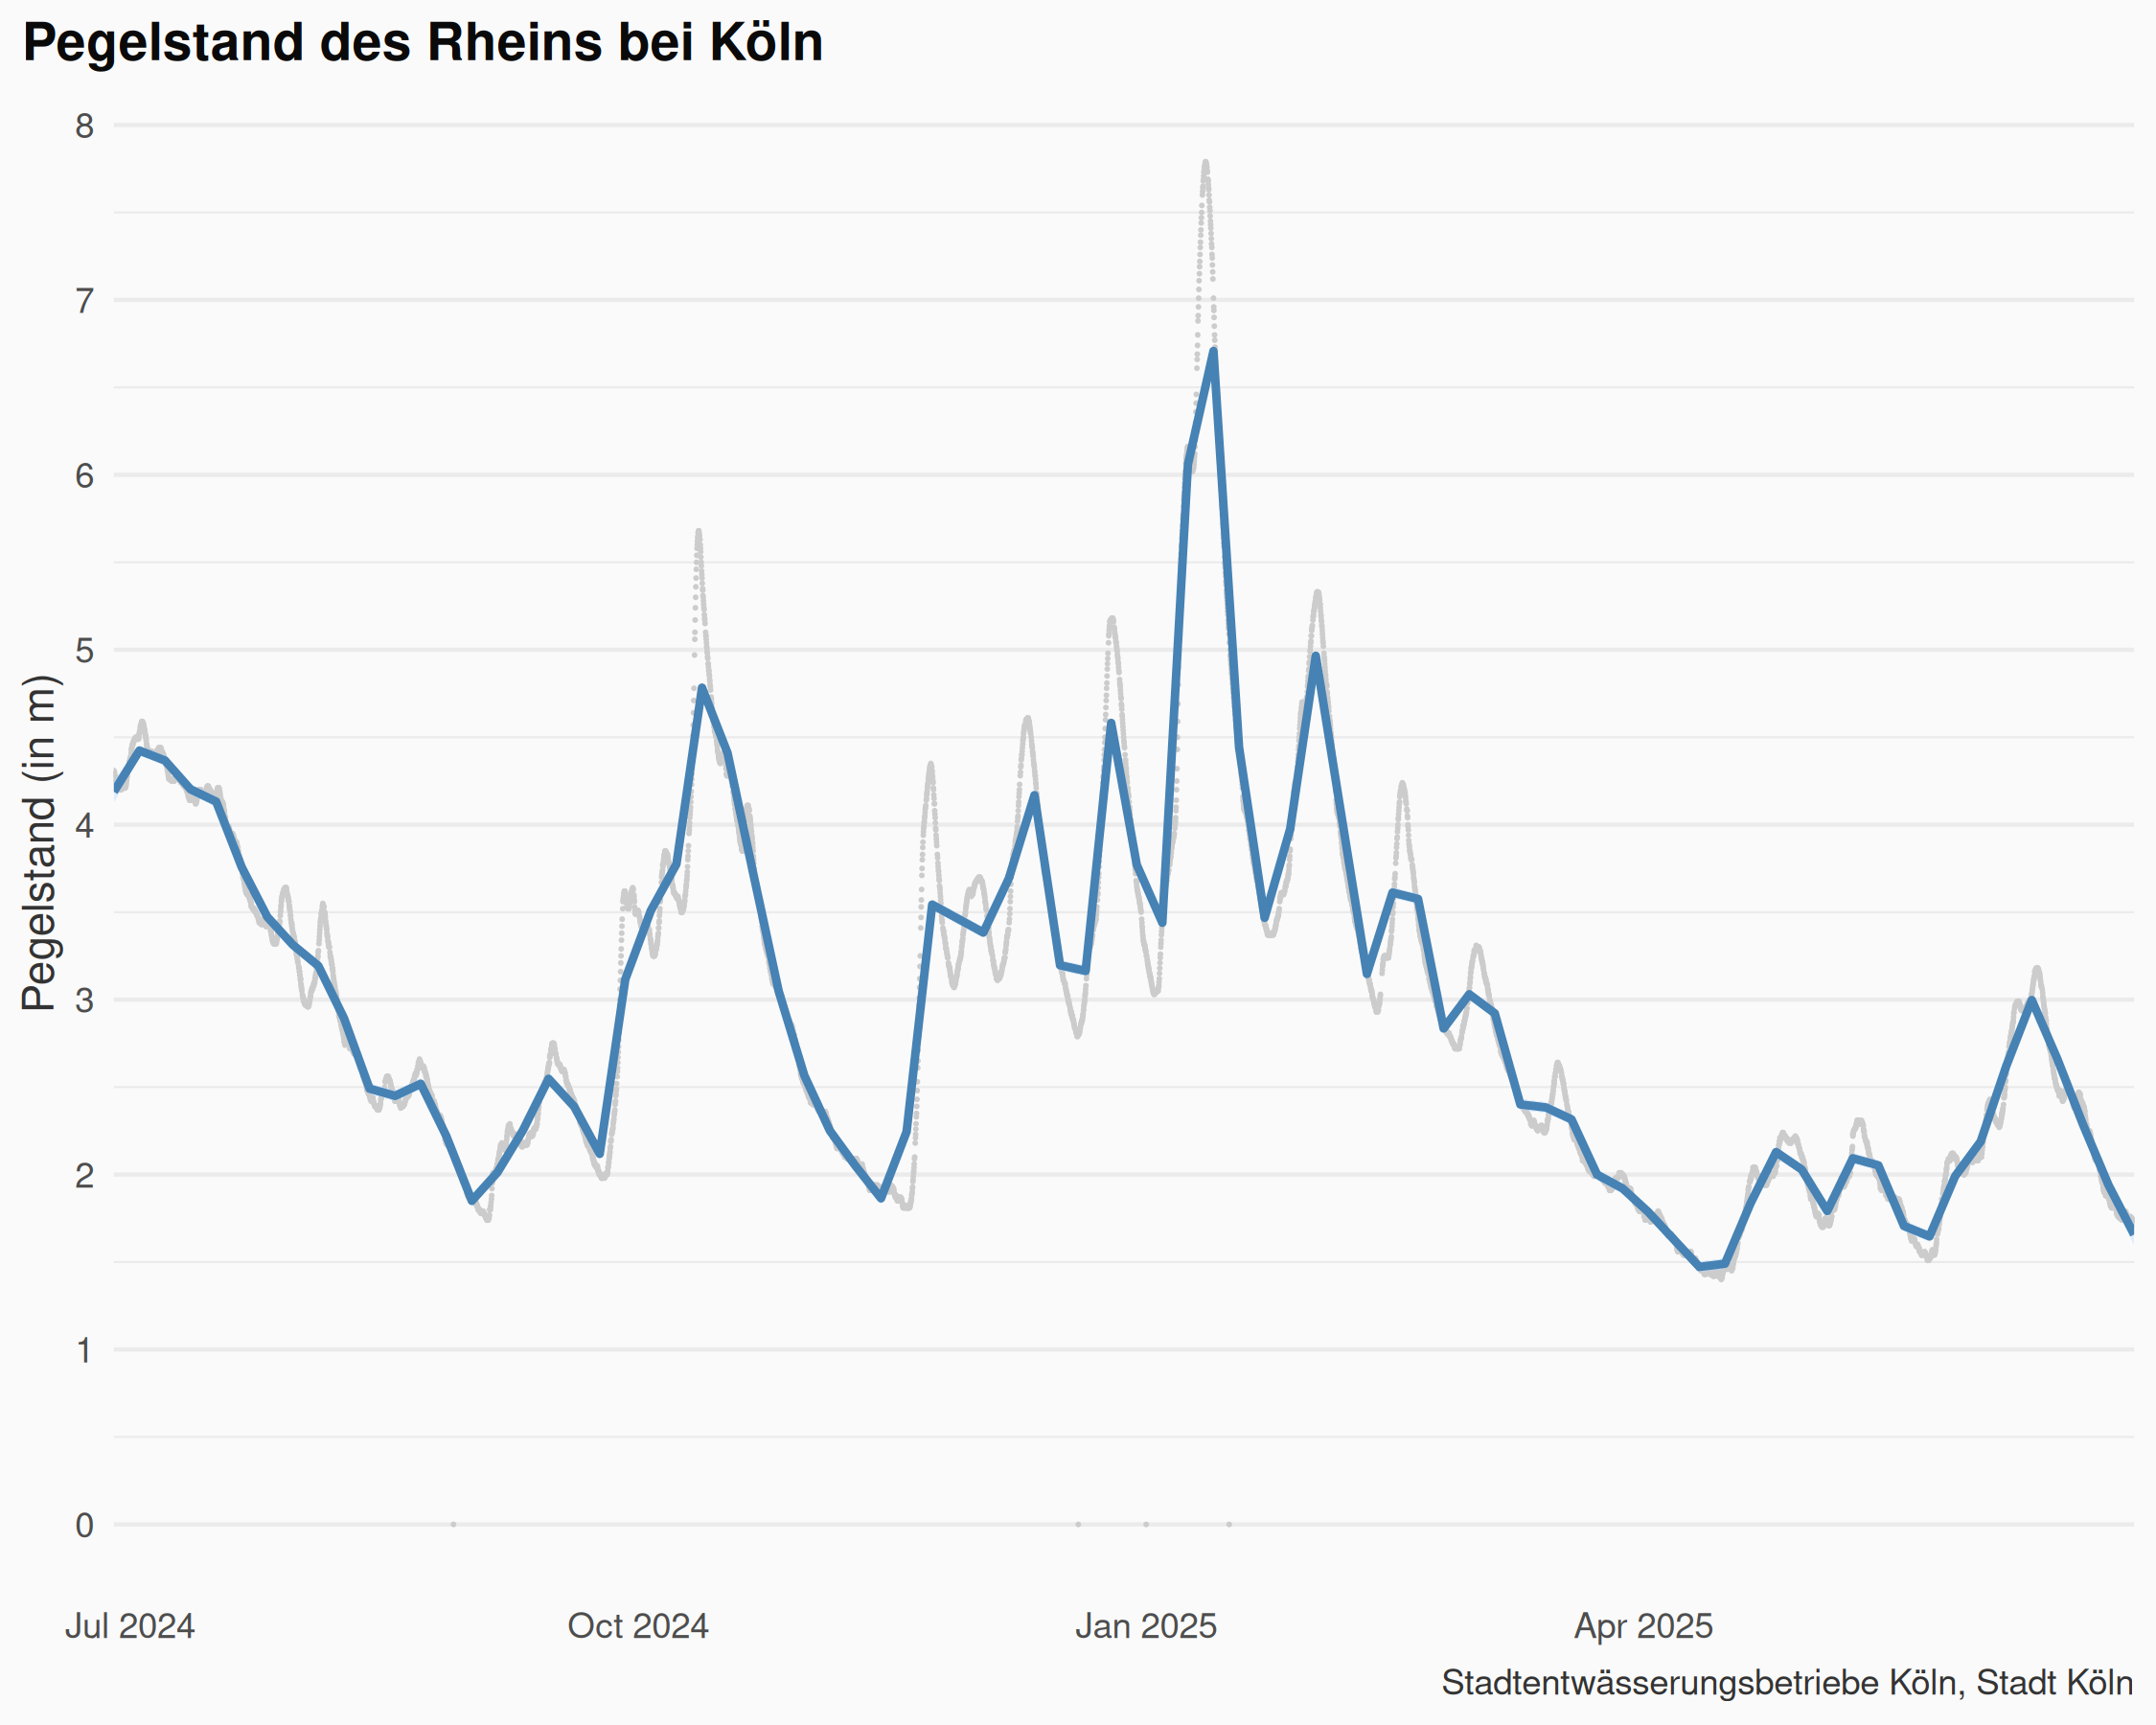 Pegelstand des Rheins bei Köln
Pegelstand (in m)
8
7
6
5
4
3
2
1
0
Jul 2024 Oct 2024 Jan 2025 Apr 2025
Stadtentwässerungsbetriebe Köln, Stadt Köln